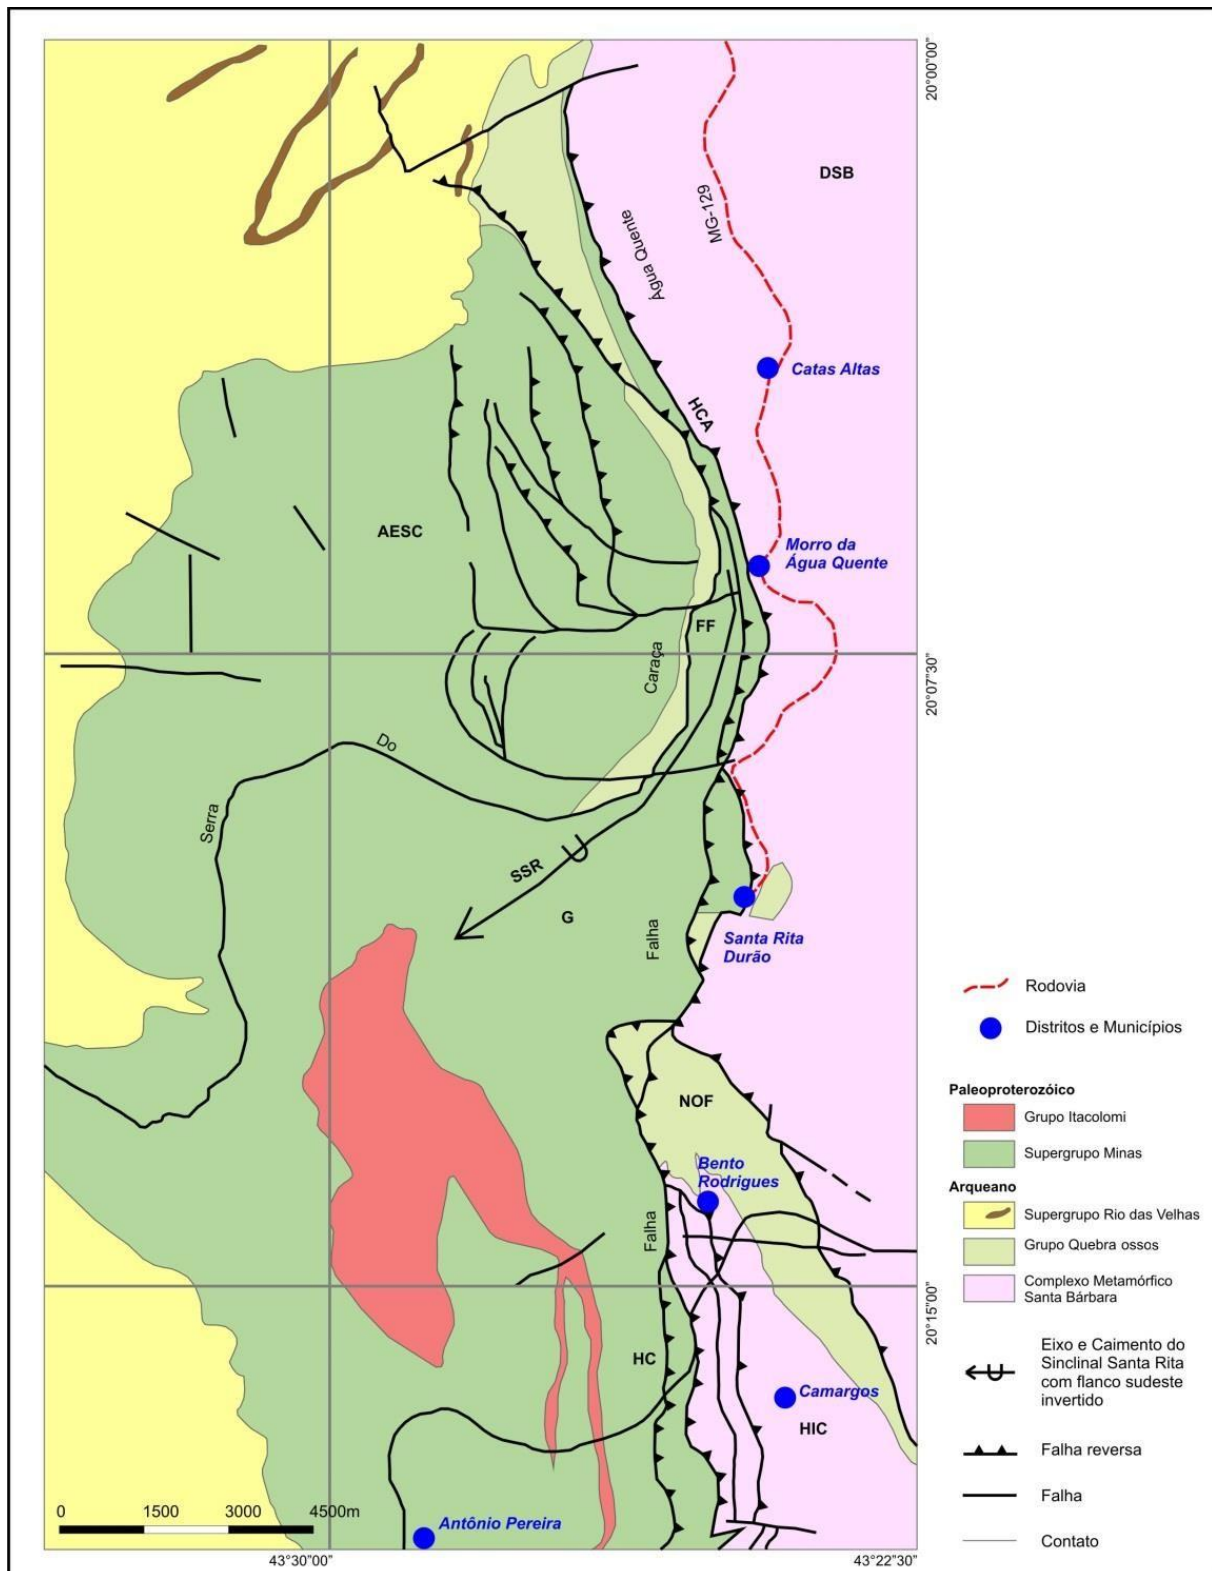 20°00'00"
DSB
MG-129
Água Quente
Catas Altas
HCA
AESC
Morro da
Água Quente
FF
Caraça
20°07'30"
Do
Serra
SSR
G
Falha
Santa Rita
Durão
NOF
Bento
Rodrigues
Falha
20°15'00"
HC
Camargos
HIC
0 1500 3000 4500m
Antônio Pereira
43°30"00" 43°22"30"
Rodovia
Distritos e Municípios
Paleoproterozóico
Grupo Itacolomi
Supergrupo Minas
Arqueano
Supergrupo Rio das Velhas
Grupo Quebra ossos
Complexo Metamórfico
Santa Bárbara
Eixo e Caimento do
Sinclinal Santa Rita
com flanco sudeste
invertido
Falha reversa
Falha
Contato